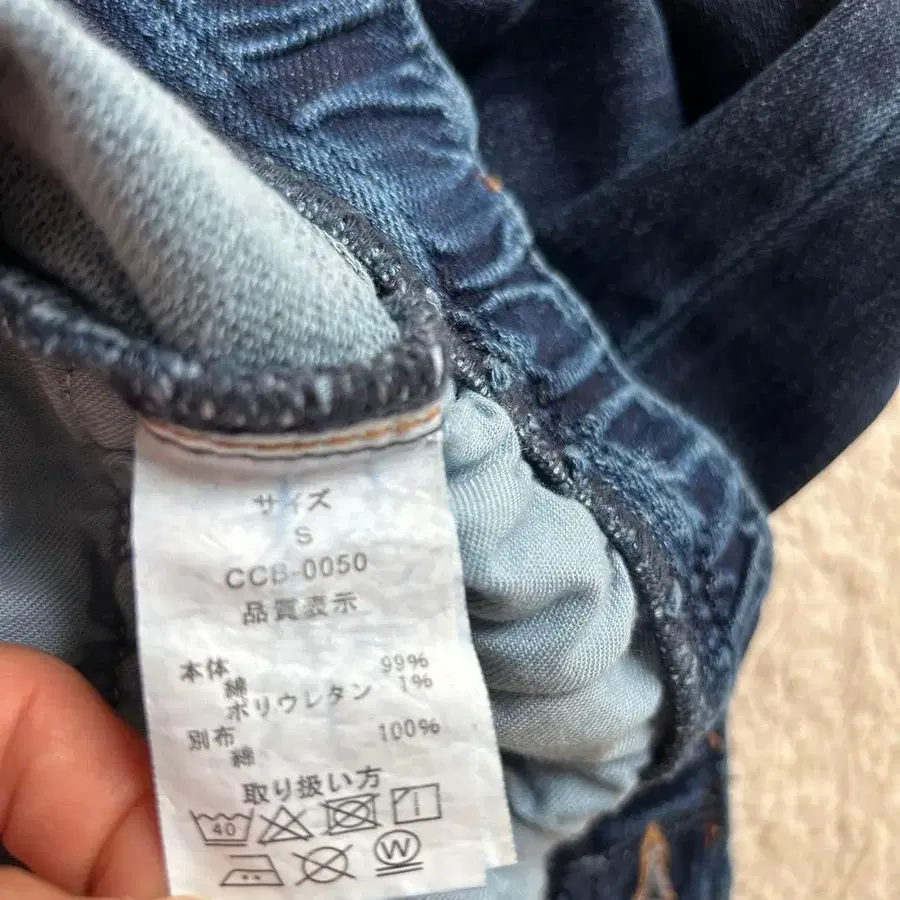 サイズ
S
CCB-0050
品質表示
本体
綿 99%
ポリウレタン 1%
別布
綿 100%
取り扱い方
40
W